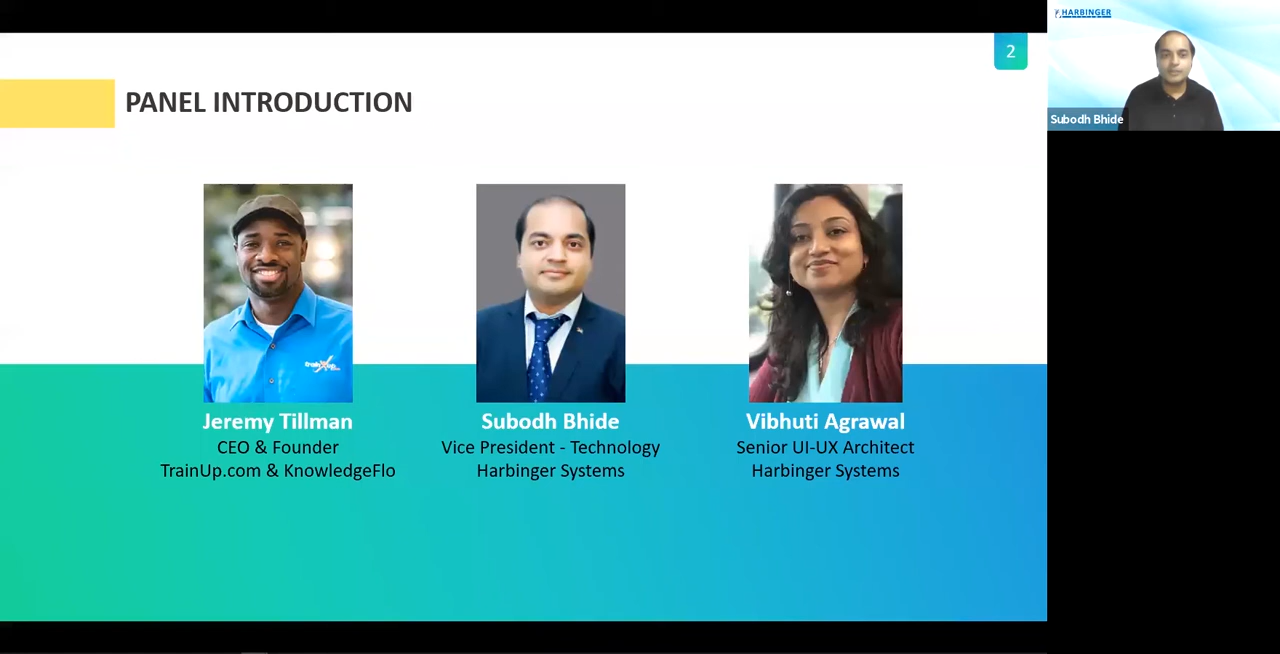 2
PANEL INTRODUCTION
HARBINGER
Subodh Bhide
Jeremy Tillman
CEO & Founder
TrainUp.com & KnowledgeFlo
Subodh Bhide
Vice President - Technology
Harbinger Systems
Vibhuti Agrawal
Senior UI-UX Architect
Harbinger Systems